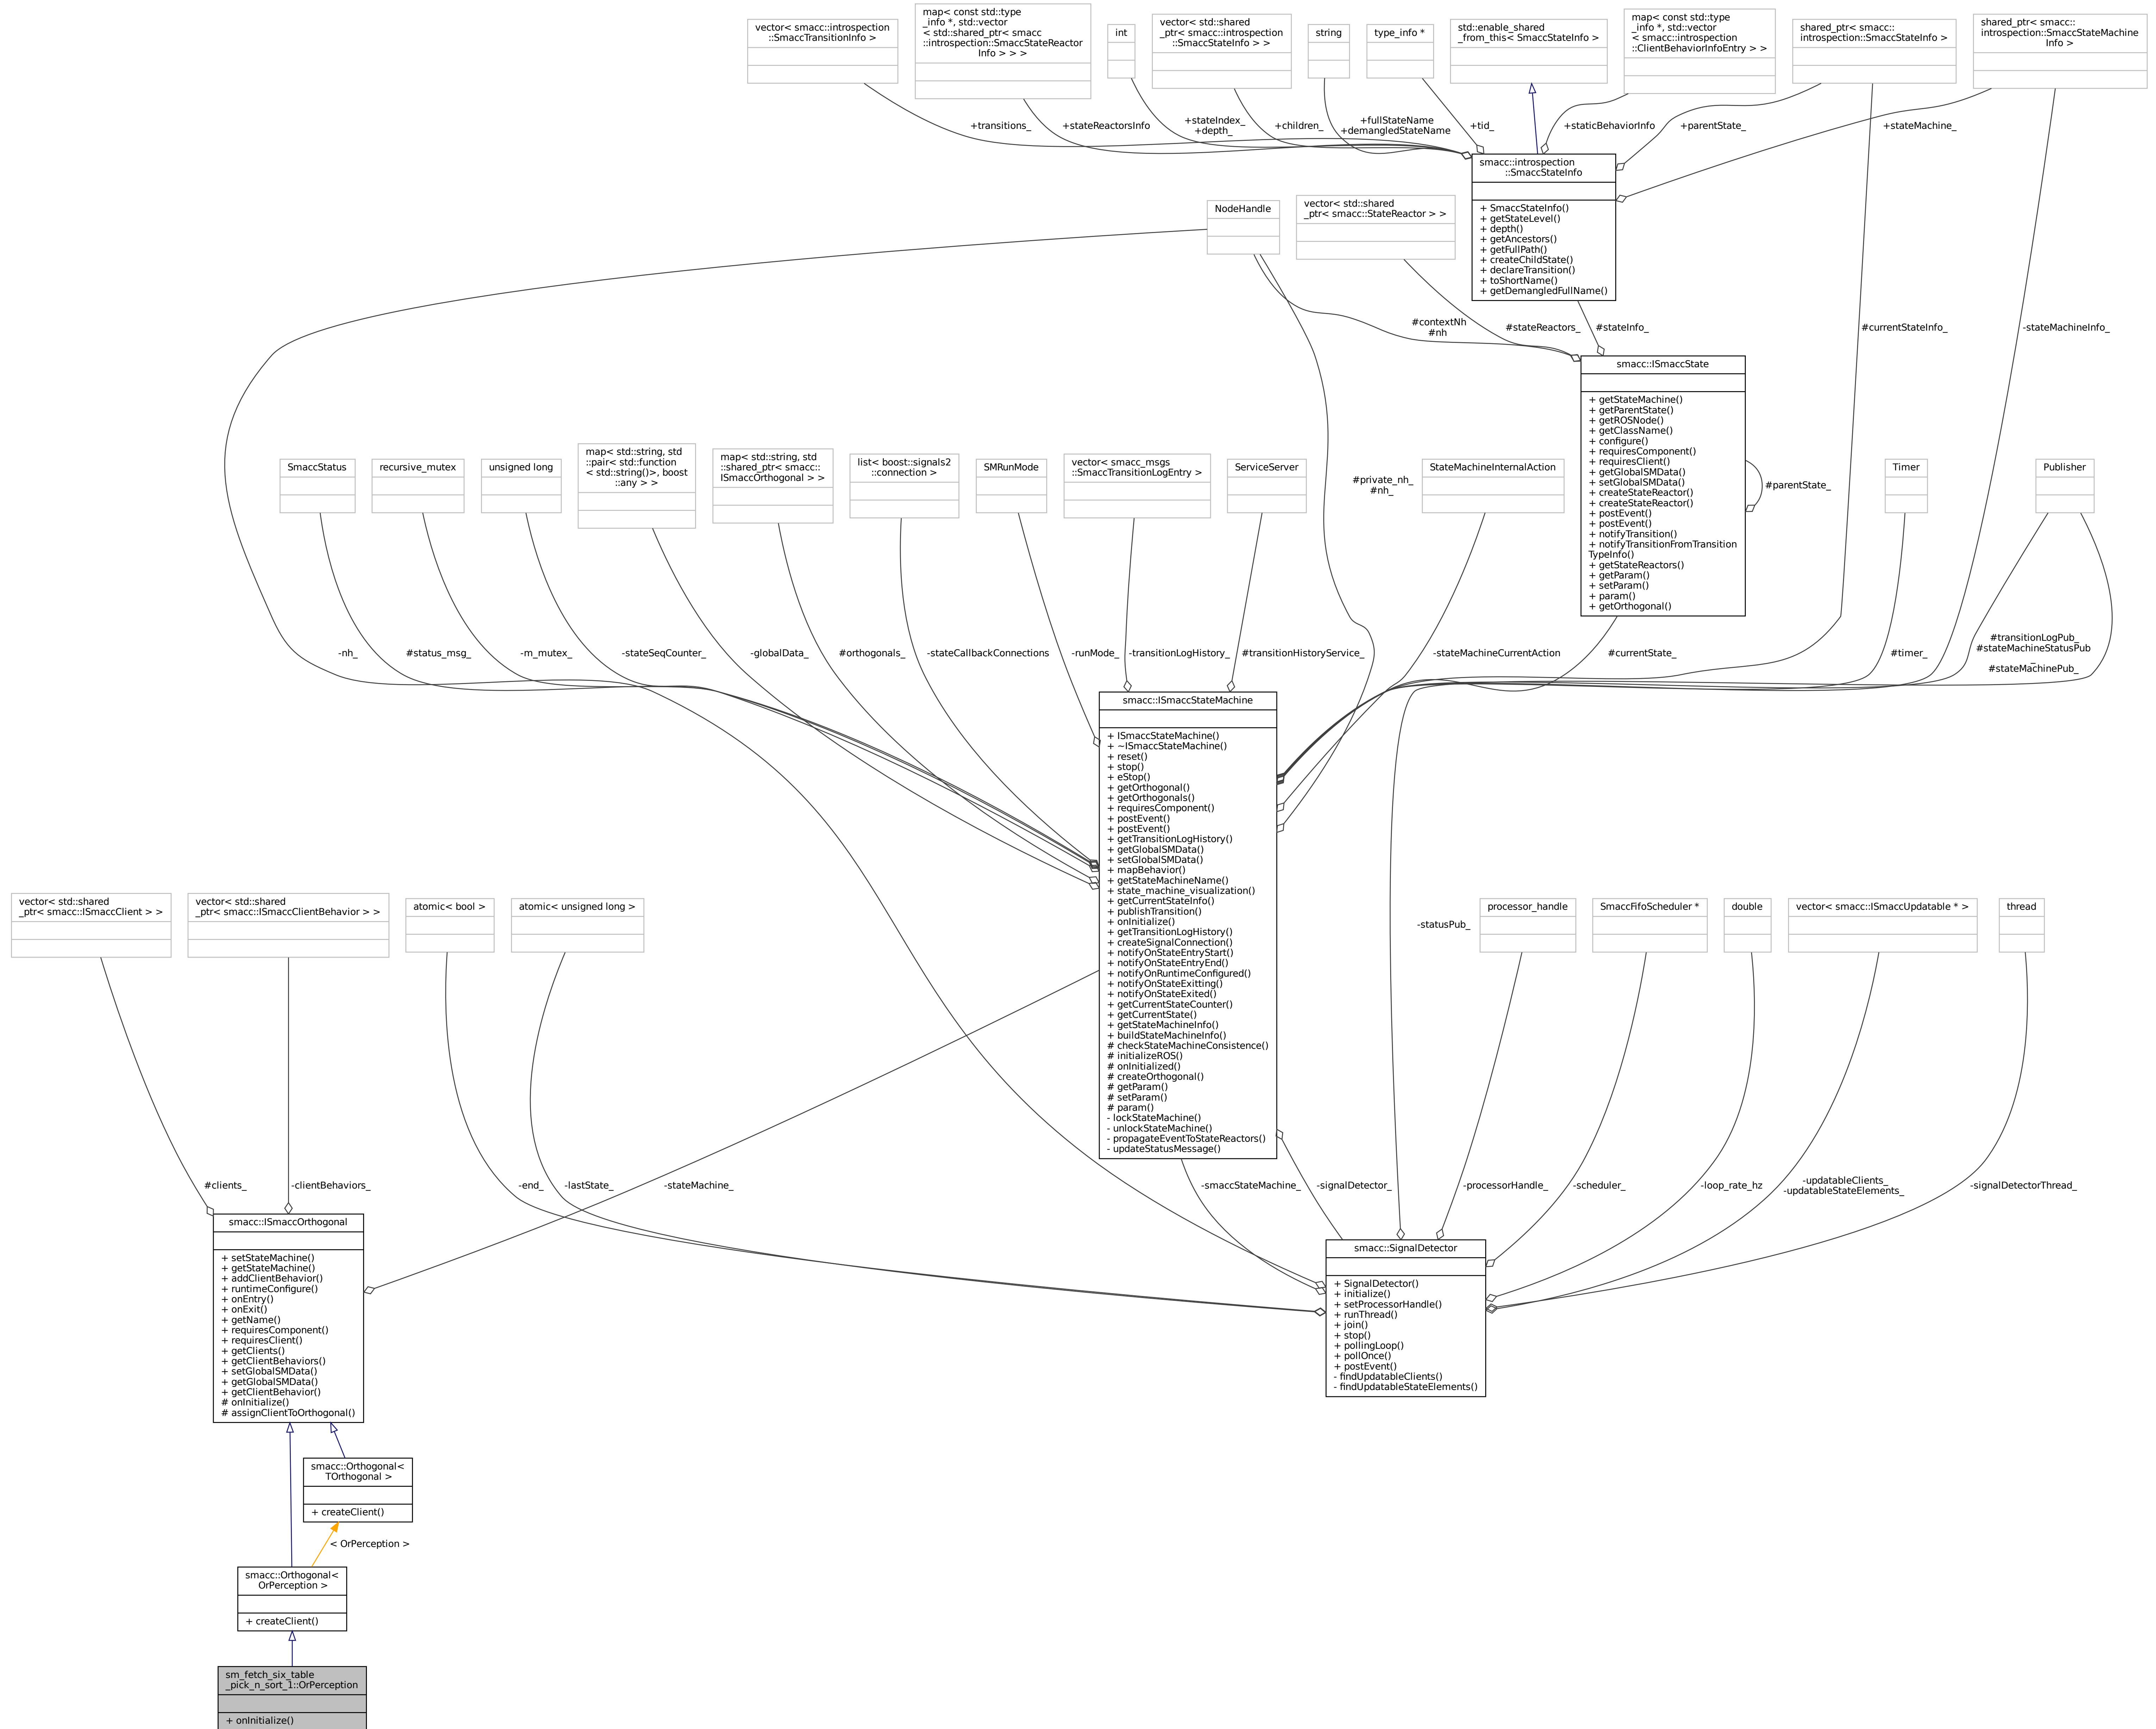 vector< smacc::introspection
::SmaccTransitionInfo >
map< const std::type
_info *, std::vector
< std::shared_ptr< smacc
::introspection::SmaccStateReactor
Info > > >
int
vector< std::shared
_ptr< smacc::introspection
::SmaccStateInfo > >
string
type_info *
std::enable_shared
_from_this< SmaccStateInfo >
map< const std::type
_info *, std::vector
< smacc::introspection
::ClientBehaviorInfoEntry > >
shared_ptr< smacc::
introspection::SmaccStateInfo >
shared_ptr< smacc::
introspection::SmaccStateMachine
Info >
+transitions_
+stateReactorsInfo
+stateIndex_
+depth_
+children_
+fullStateName
+demangledStateName
+tid_
+staticBehaviorInfo
+parentState_
+stateMachine_
smacc::introspection
::SmaccStateInfo
+ SmaccStateInfo()
+ getStateLevel()
+ depth()
+ getAncestors()
+ getFullPath()
+ createChildState()
+ declareTransition()
+ toShortName()
+ getDemangledFullName()
NodeHandle
vector< std::shared
_ptr< smacc::StateReactor > >
#contextNh
#nh
#stateReactors_
#stateInfo_
#currentStateInfo_
-stateMachineInfo_
smacc::ISmaccState
+ getStateMachine()
+ getParentState()
+ getROSNode()
+ getClassName()
+ configure()
+ requiresComponent()
+ requiresClient()
+ getGlobalSMData()
+ setGlobalSMData()
+ createStateReactor()
+ createStateReactor()
+ postEvent()
+ postEvent()
+ notifyTransition()
+ notifyTransitionFromTransition
TypeInfo()
+ getStateReactors()
+ getParam()
+ setParam()
+ param()
+ getOrthogonal()
#parentState_
SmaccStatus
recursive_mutex
unsigned long
map< std::string, std
::pair< std::function
< std::string()>, boost
::any > >
map< std::string, std
::shared_ptr< smacc::
ISmaccOrthogonal > >
list< boost::signals2
::connection >
SMRunMode
vector< smacc_msgs
::SmaccTransitionLogEntry >
ServiceServer
#private_nh_
#nh_
StateMachineInternalAction
Timer
Publisher
-nh_
#status_msg_
-m_mutex_
-stateSeqCounter_
-globalData_
#orthogonals_
-stateCallbackConnections
-runMode_
-transitionLogHistory_
#transitionHistoryService_
-stateMachineCurrentAction
#currentState_
#timer_
#transitionLogPub_
#stateMachineStatusPub
_
#stateMachinePub_
smacc::ISmaccStateMachine
+ ISmaccStateMachine()
+ ~ISmaccStateMachine()
+ reset()
+ stop()
+ eStop()
+ getOrthogonal()
+ getOrthogonals()
+ requiresComponent()
+ postEvent()
+ postEvent()
+ getTransitionLogHistory()
+ getGlobalSMData()
+ setGlobalSMData()
+ mapBehavior()
+ getStateMachineName()
+ state_machine_visualization()
+ getCurrentStateInfo()
+ publishTransition()
+ onInitialize()
+ getTransitionLogHistory()
+ createSignalConnection()
+ notifyOnStateEntryStart()
+ notifyOnStateEntryEnd()
+ notifyOnRuntimeConfigured()
+ notifyOnStateExitting()
+ notifyOnStateExited()
+ getCurrentStateCounter()
+ getCurrentState()
+ getStateMachineInfo()
+ buildStateMachineInfo()
# checkStateMachineConsistence()
# initializeROS()
# onInitialized()
# createOrthogonal()
# getParam()
# setParam()
# param()
- lockStateMachine()
- unlockStateMachine()
- propagateEventToStateReactors()
- updateStatusMessage()
vector< std::shared
_ptr< smacc::ISmaccClient > >
vector< std::shared
_ptr< smacc::ISmaccClientBehavior > >
atomic< bool >
atomic< unsigned long >
-statusPub_
processor_handle
SmaccFifoScheduler *
double
vector< smacc::ISmaccUpdatable * >
thread
#clients_
-clientBehaviors_
-end_
-lastState_
-stateMachine_
-smaccStateMachine_
-signalDetector_
-processorHandle_
-scheduler_
-loop_rate_hz
-updatableClients_
-updatableStateElements_
-signalDetectorThread_
smacc::ISmaccOrthogonal
+ setStateMachine()
+ getStateMachine()
+ addClientBehavior()
+ runtimeConfigure()
+ onEntry()
+ onExit()
+ getName()
+ requiresComponent()
+ requiresClient()
+ getClients()
+ getClientBehaviors()
+ setGlobalSMData()
+ getGlobalSMData()
+ getClientBehavior()
# onInitialize()
# assignClientToOrthogonal()
smacc::SignalDetector
+ SignalDetector()
+ initialize()
+ setProcessorHandle()
+ runThread()
+ join()
+ stop()
+ pollingLoop()
+ pollOnce()
+ postEvent()
- findUpdatableClients()
- findUpdatableStateElements()
smacc::Orthogonal<
TOrthogonal >
+ createClient()
< OrPerception >
smacc::Orthogonal<
OrPerception >
+ createClient()
sm_fetch_six_table
_pick_n_sort_1::OrPerception
+ onInitialize()